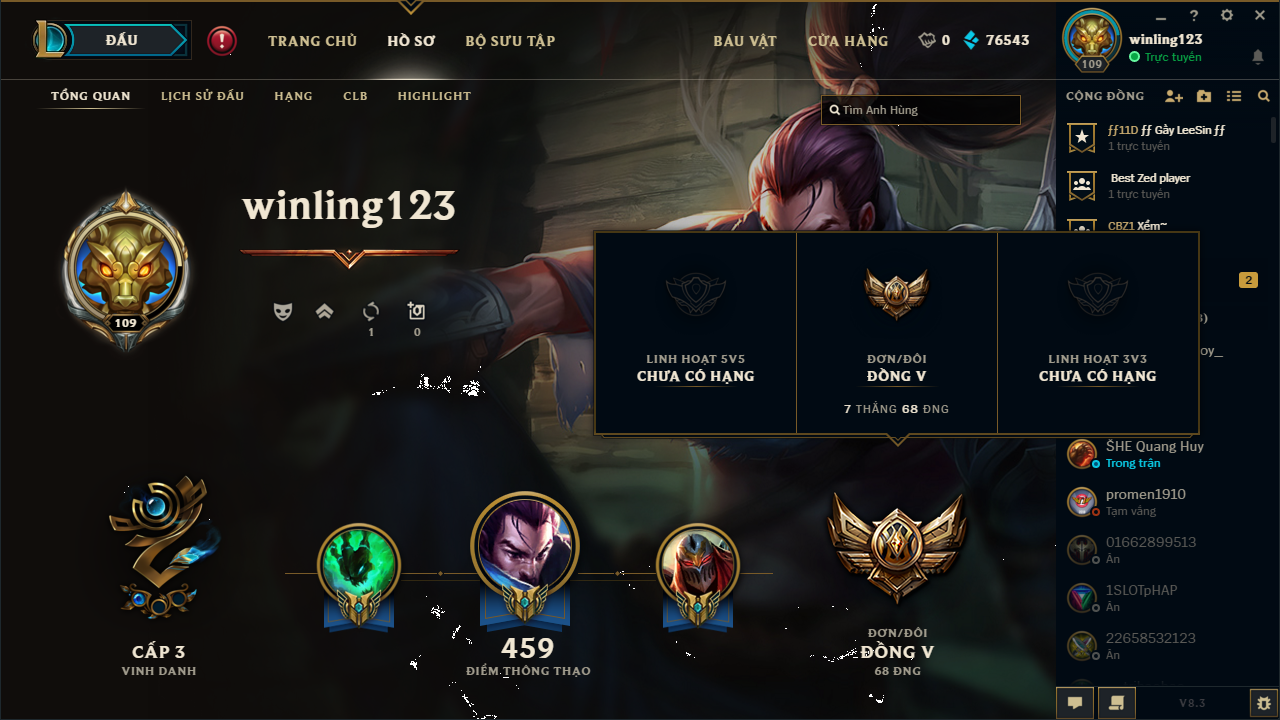 ĐẤU
TRANG CHỦ
HỒ SƠ
BỘ SƯU TẬP
BÁU VẬT
CỬA HÀNG
0
76543
winling123
Trực tuyến
109
TỔNG QUAN
LỊCH SỬ ĐẤU
HẠNG
CLB
HIGHLIGHT
Tìm Anh Hùng
CỘNG ĐỒNG
ƒƒ11D ƒƒ Gầy LeeSin ƒƒ
1 trực tuyến
Best Zed player
1 trực tuyến
CBZ1 Xểm~
winling123
109
1
0
LINH HOẠT 5V5
CHƯA CÓ HẠNG
ĐƠN/ĐÔI
ĐỒNG V
7 THẮNG 68 ĐNG
LINH HOẠT 3V3
CHƯA CÓ HẠNG
2
oy_
ŠHE Quang Huy
Trong trận
promen1910
Tạm vắng
01662899513
Ẩn
1SLOTpHAP
Ẩn
22658532123
Ẩn
CẤP 3
VINH DANH
459
ĐIỂM THÔNG THẠO
ĐƠN/ĐÔI
ĐỒNG V
68 ĐNG
V8.3